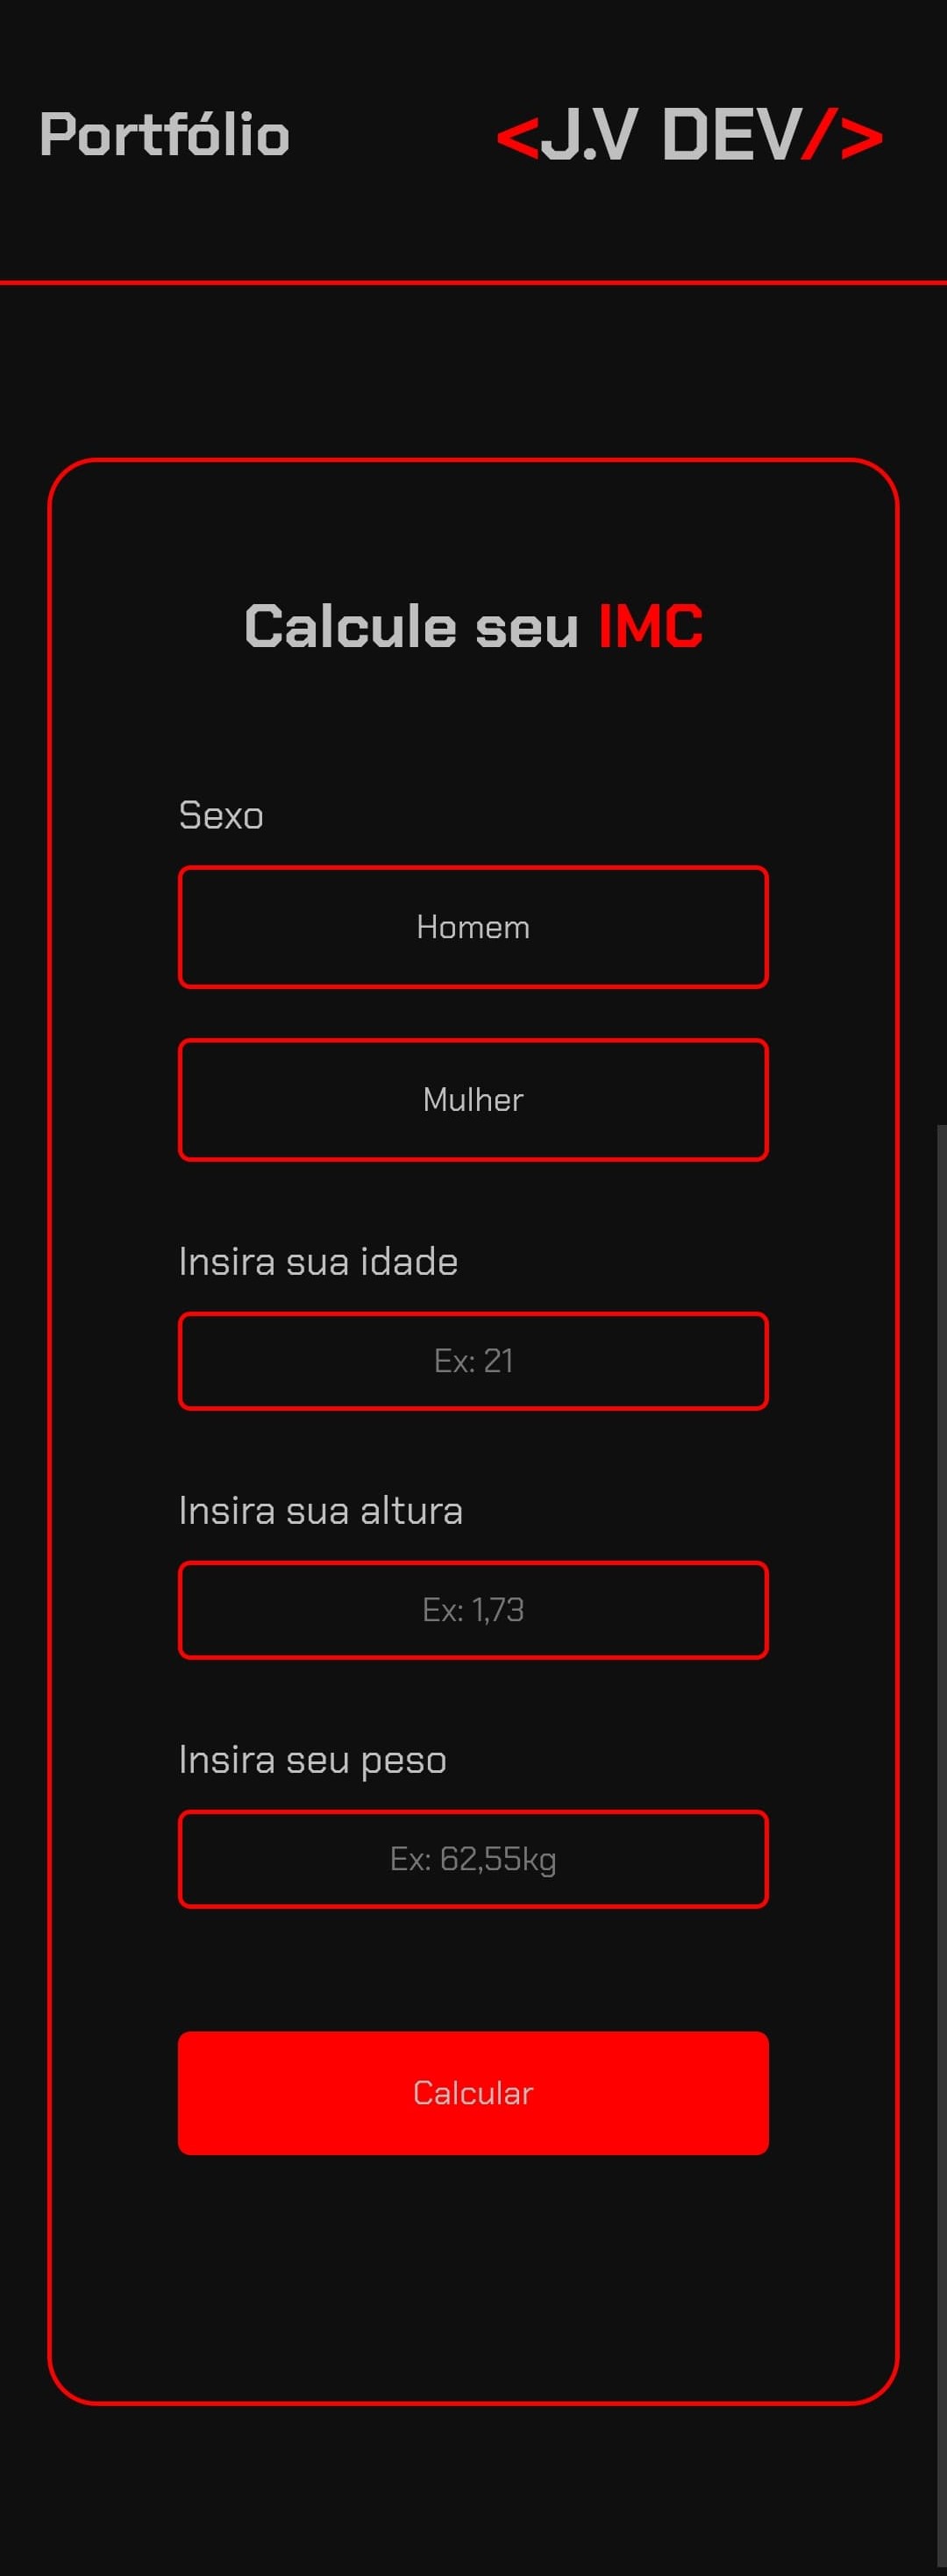 Portfólio <J.V DEV/>
Calcule seu IMC
Sexo
Homem
Mulher
Insira sua idade
Ex: 21
Insira sua altura
Ex: 1,73
Insira seu peso
Ex: 62,55kg
Calcular